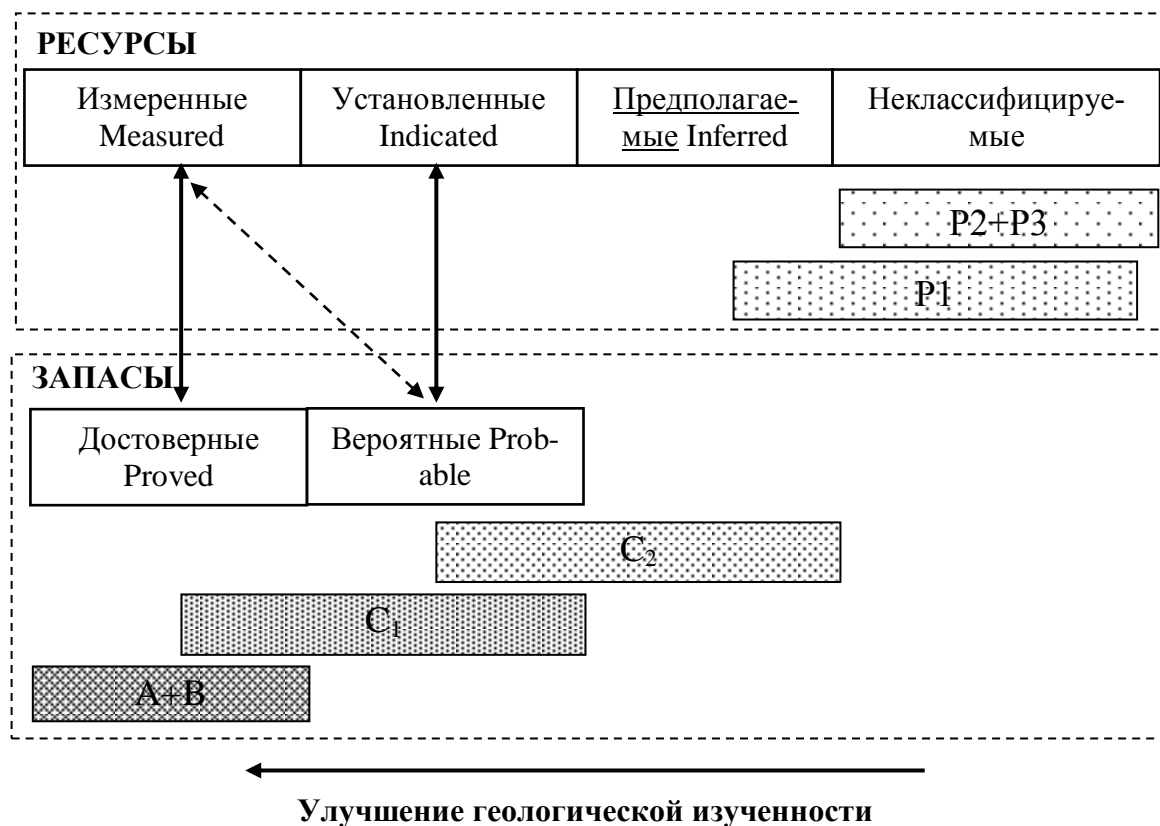 РЕСУРСЫ
Измеренные
Measured
Установленные
Indicated
Предполагае-
мые Inferred
Неклассифицируе-
мые
P2+P3
P1
ЗАПАСЫ
Достоверные
Proved
Вероятные Prob-
able
C₂
C₁
A+B
Улучшение геологической изученности